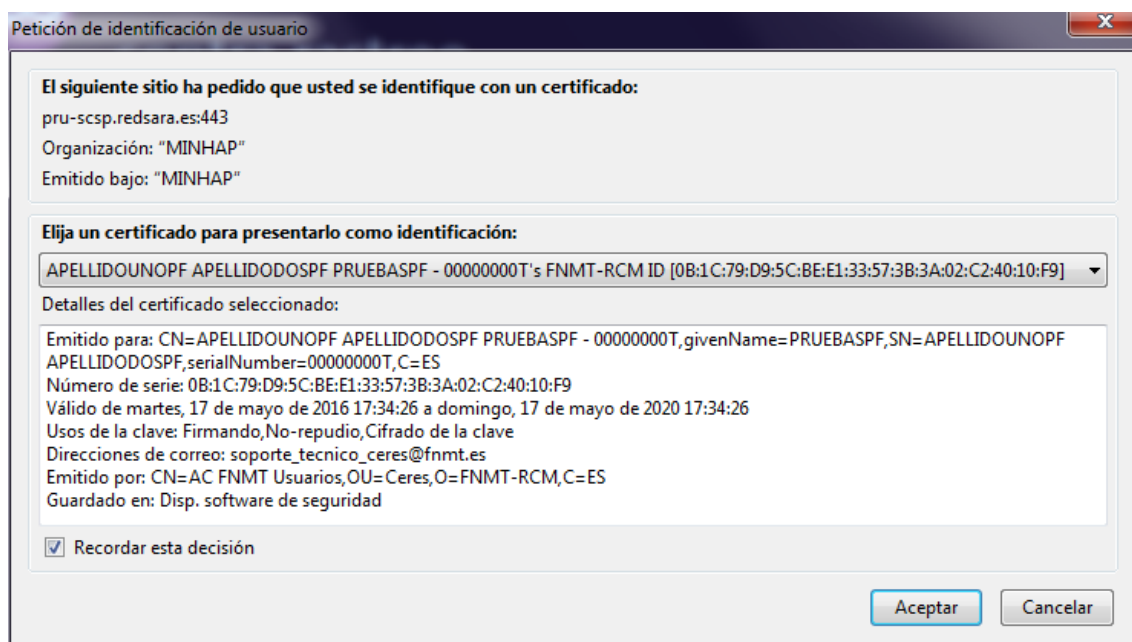 Petición de identificación de usuario
X
El siguiente sitio ha pedido que usted se identifique con un certificado:
pru-scsp.redsara.es:443
Organización: "MINHAP"
Emitido bajo: "MINHAP"
Elija un certificado para presentarlo como identificación:
APELLIDOUNOPF APELLIDODOSPF PRUEBASPF - 00000000T's FNMT-RCM ID [0B:1C:79:D9:5C:BE:E1:33:57:3B:3A:02:C2:40:10:F9]
Detalles del certificado seleccionado:
Emitido para: CN=APELLIDOUNOPF APELLIDODOSPF PRUEBASPF - 00000000T,givenName=PRUEBASPF,SN=APELLIDOUNOPF
APELLIDODOSPF,serialNumber=00000000T,C=ES
Número de serie: 0B:1C:79:D9:5C:BE:E1:33:57:3B:3A:02:C2:40:10:F9
Válido de martes, 17 de mayo de 2016 17:34:26 a domingo, 17 de mayo de 2020 17:34:26
Usos de la clave: Firmando,No-repudio,Cifrado de la clave
Direcciones de correo: soporte_tecnico_ceres@fnmt.es
Emitido por: CN=AC FNMT Usuarios,OU=Ceres,O=FNMT-RCM,C=ES
Guardado en: Disp. software de seguridad
Recordar esta decisión
Aceptar Cancelar